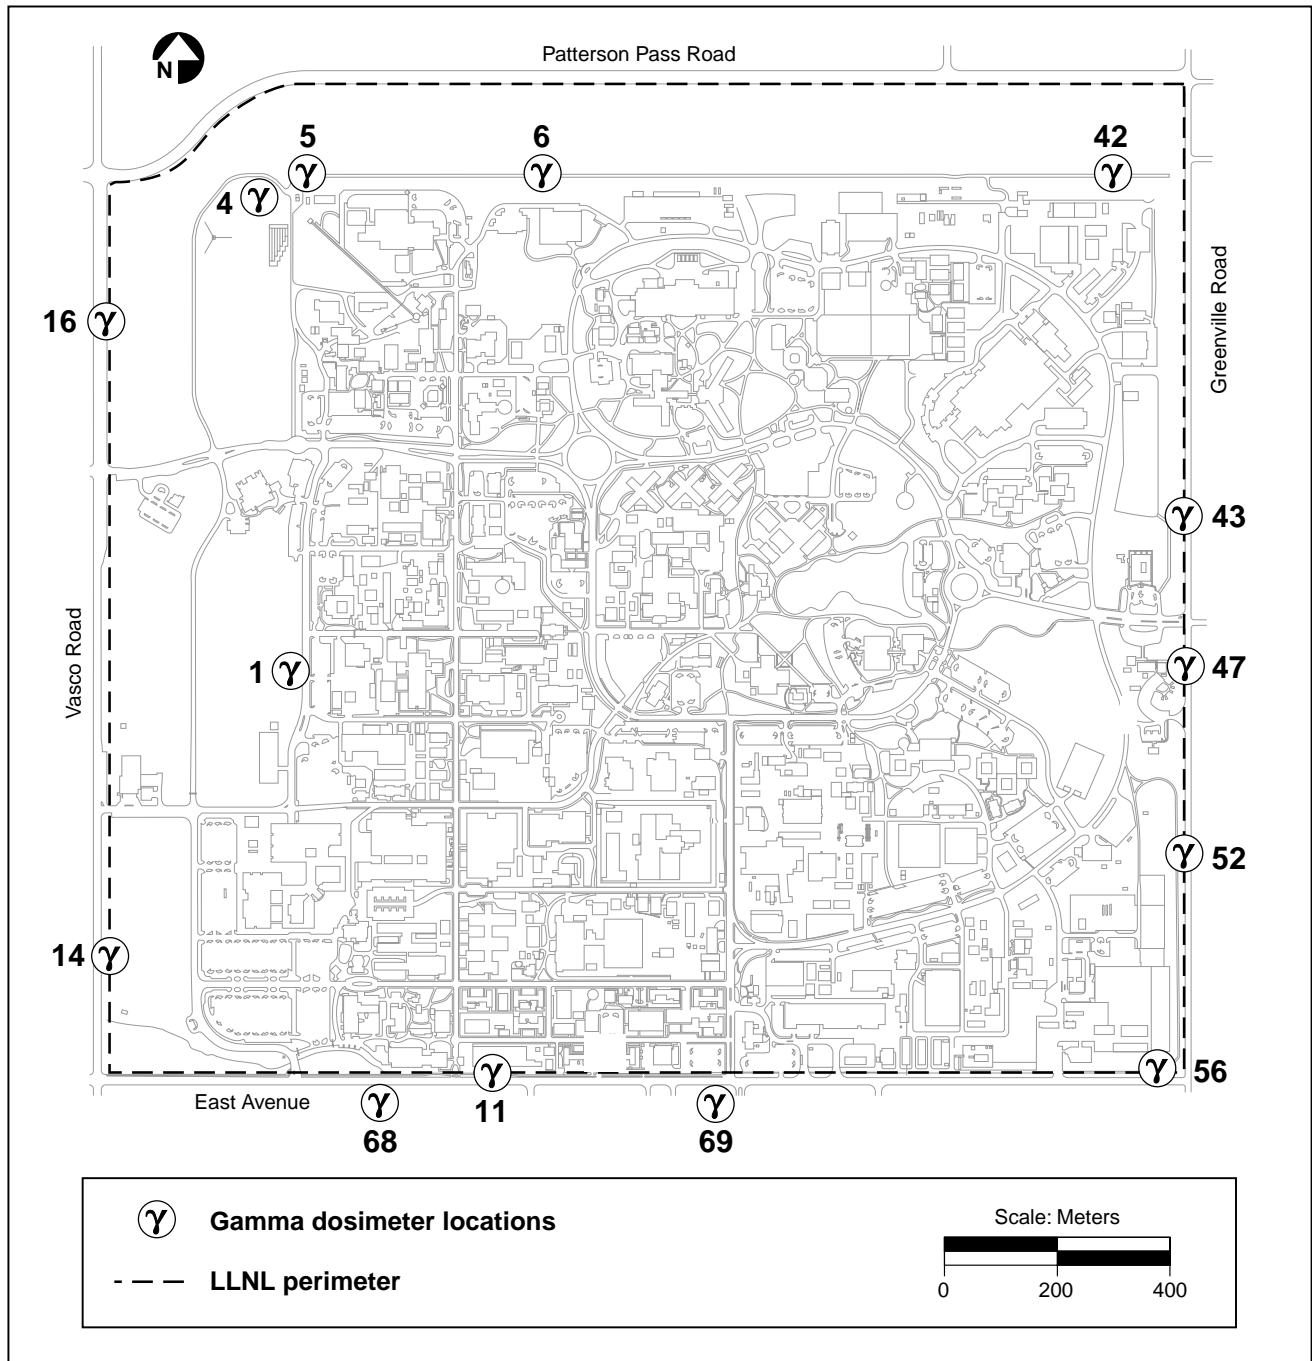 Patterson Pass Road
N
5
6
42
4
γ
γ
γ
γ
16
γ
Greenville Road
γ
43
Vasco Road
1
γ
γ
47
γ
52
14
γ
γ
56
East Avenue
γ
γ
γ
68
11
69
γ
Gamma dosimeter locations
Scale: Meters
LLNL perimeter
0
200
400